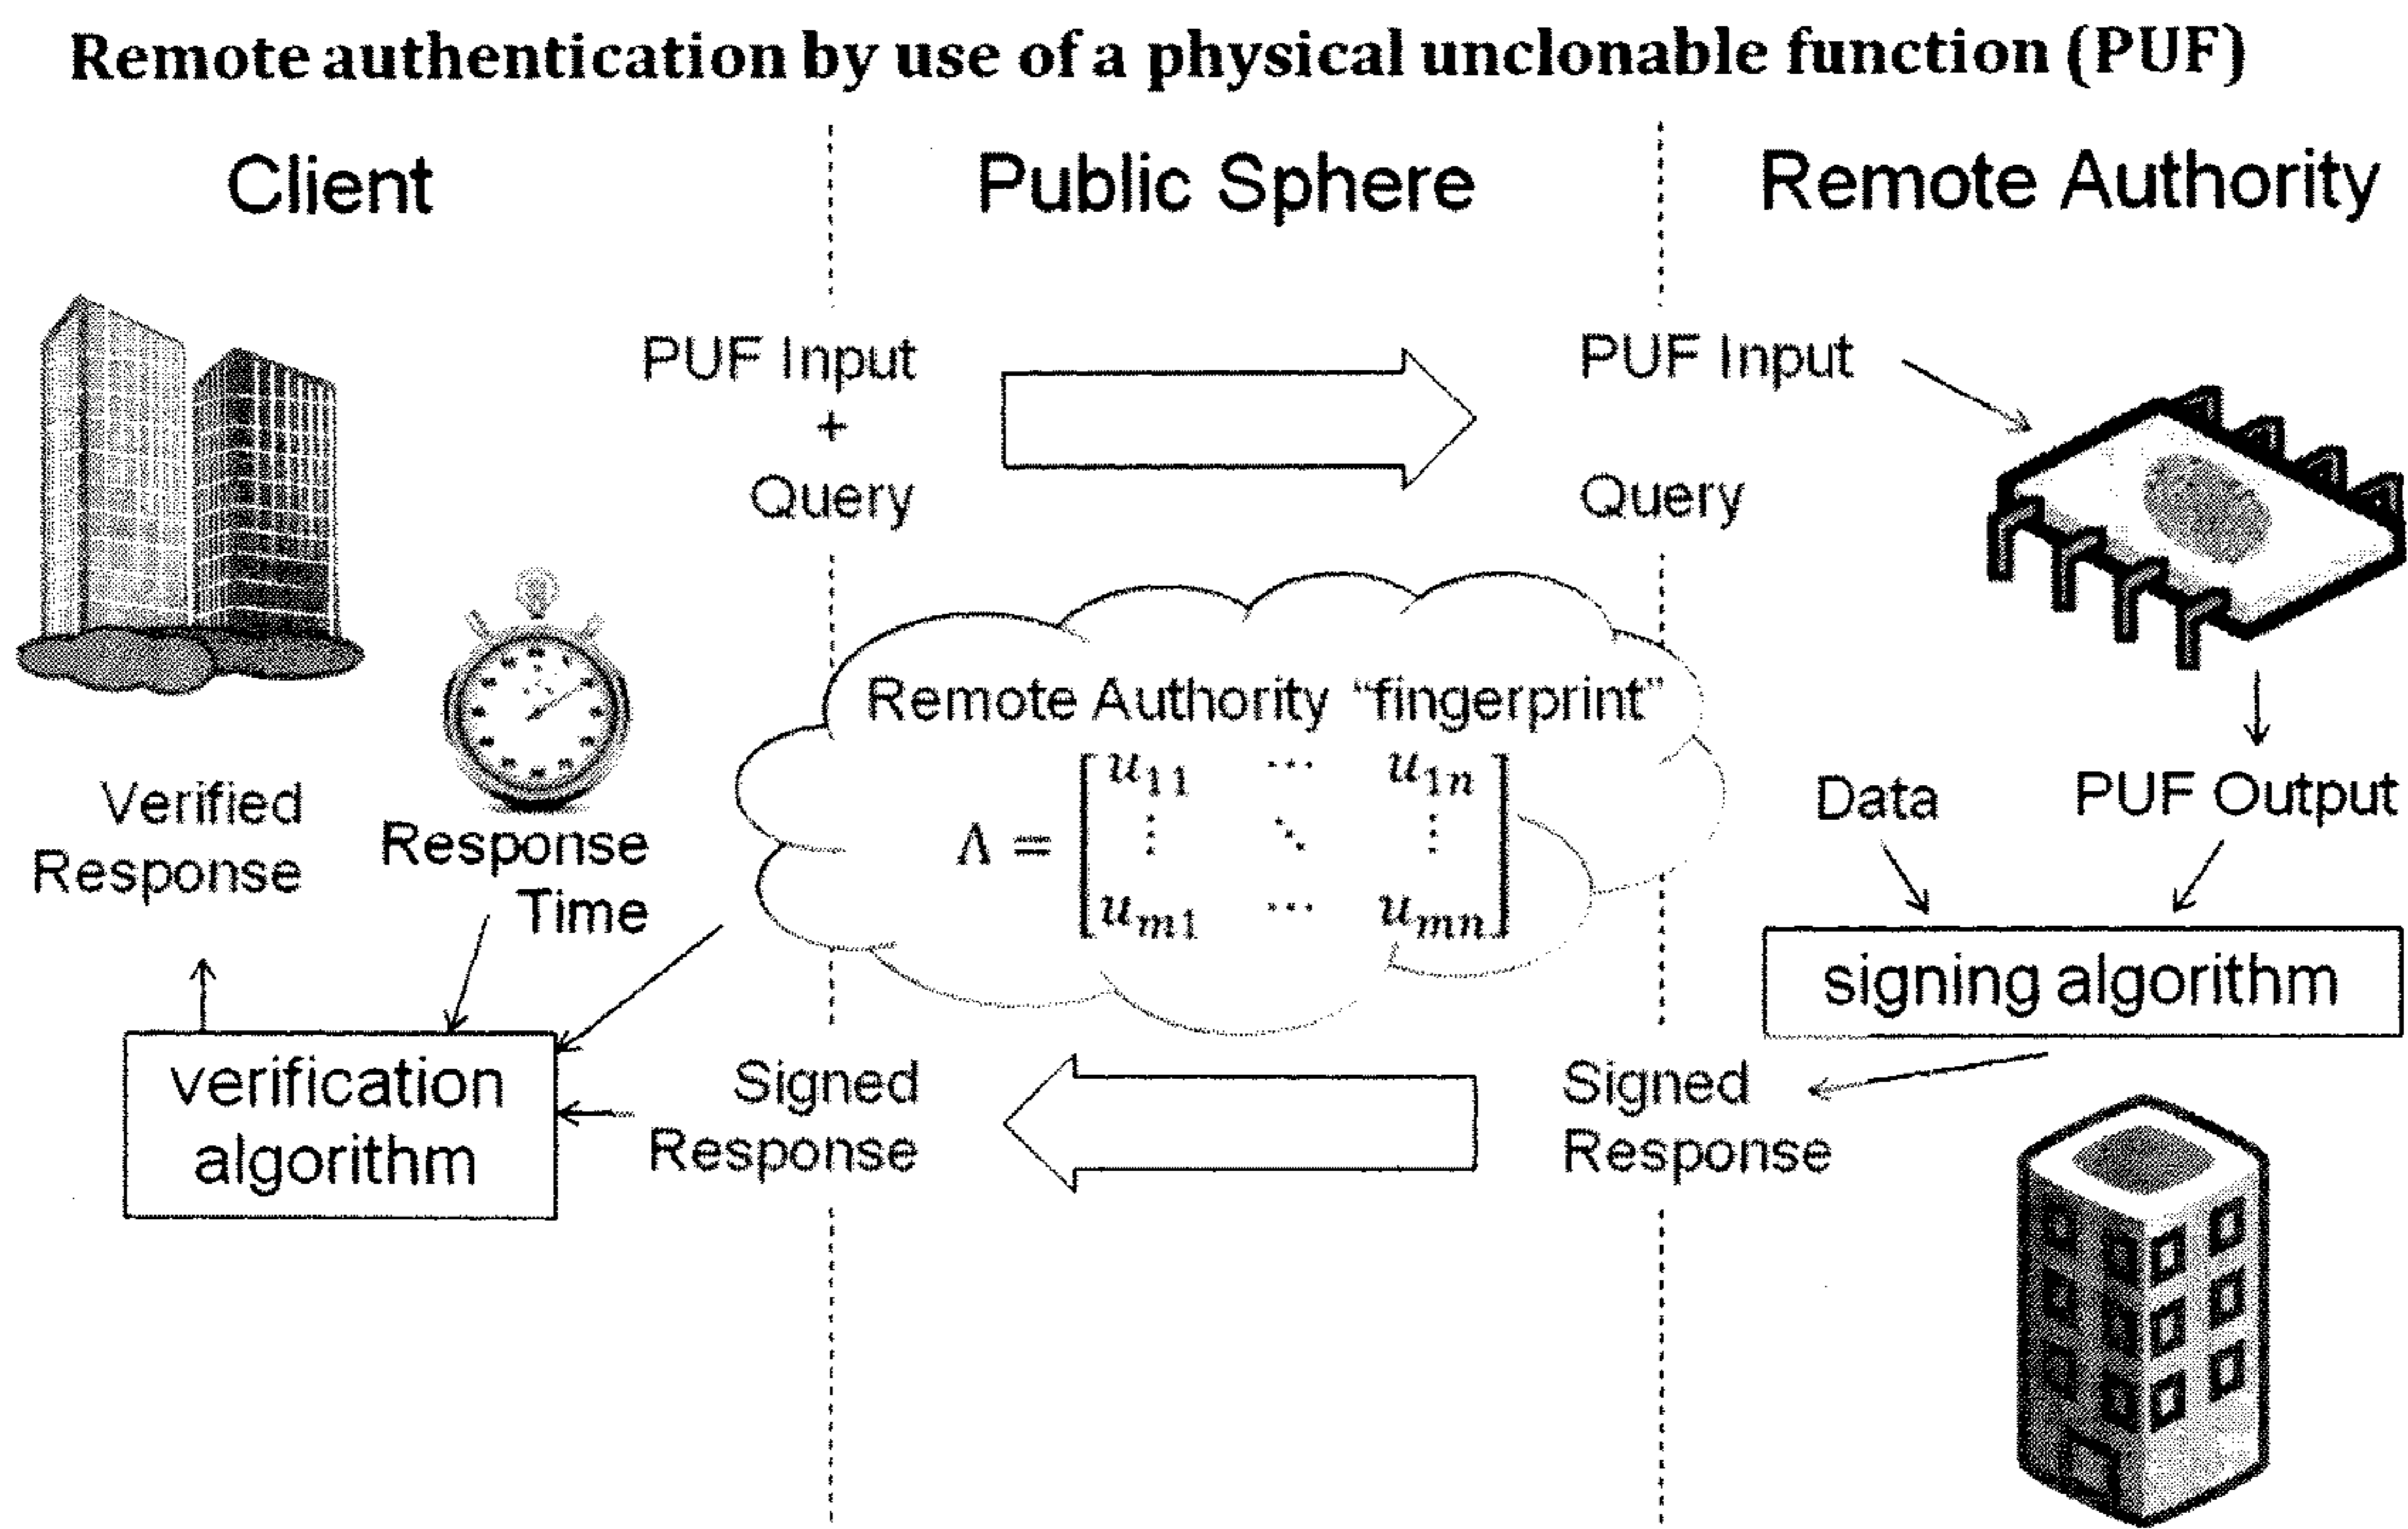 Remote authentication by use of a physical unclonable function (PUF)
Client
Public Sphere
Remote Authority
PUF Input
+
Query
PUF Input
Query
Remote Authority “fingerprint”
Λ = [ u11 ⋯ u1n
⋮ ⋱ ⋮
um1 ⋯ umn ]
Verified
Response
Response
Time
Data
PUF Output
signing algorithm
verification
algorithm
Signed
Response
Signed
Response